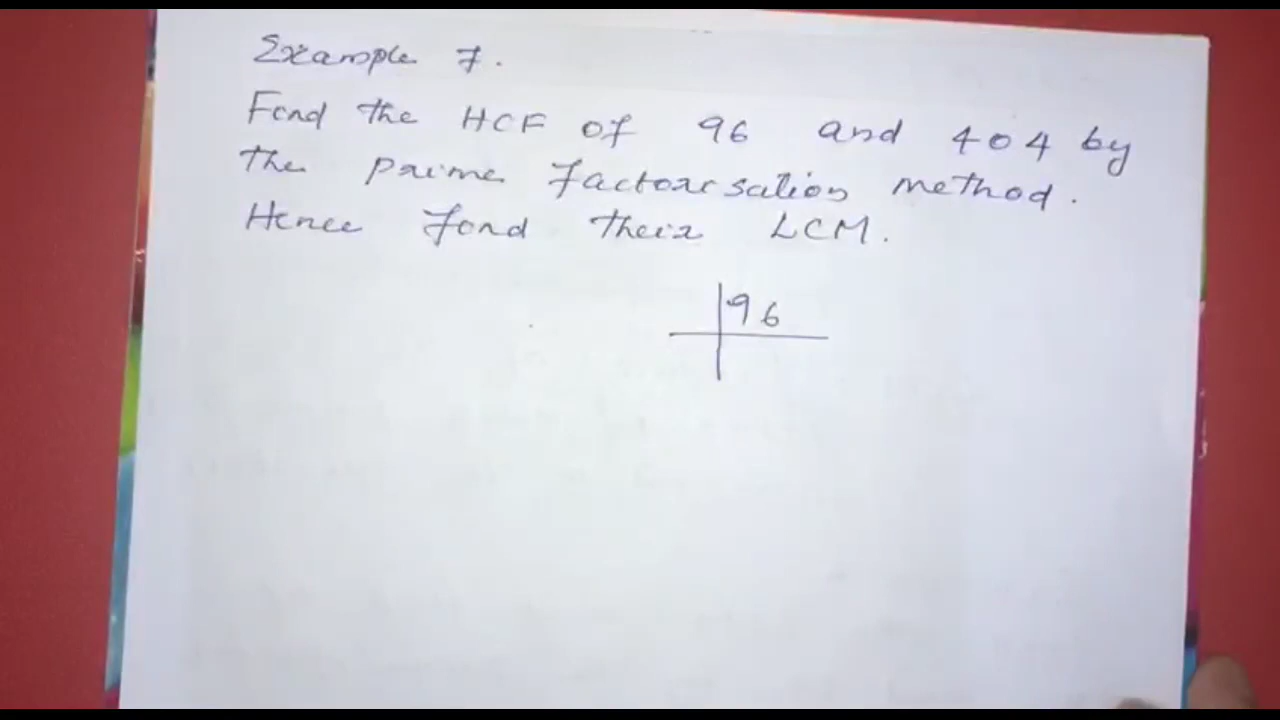 Example 7.
Find the HCF of 96 and 404 by
the prime factorisation method.
Hence find their LCM.
96